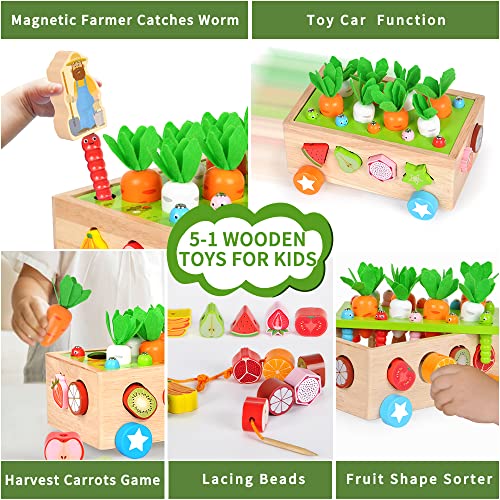 Magnetic Farmer Catches Worm
Toy Car Function
5-1 WOODEN
TOYS FOR KIDS
Harvest Carrots Game
Lacing Beads
Fruit Shape Sorter